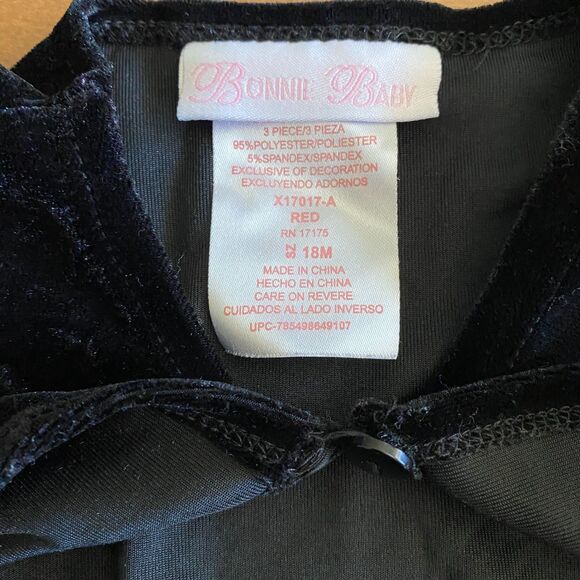 BONNIE BABY
3 PIECE/3 PIEZA
95%POLYESTER/POLIESTER
5%SPANDEX/SPANDEX
EXCLUSIVE OF DECORATION
EXCLUYENDO ADORNOS
X17017-A
RED
RN 17175
SZ 18M
MADE IN CHINA
HECHO EN CHINA
CARE ON REVERE
CUIDADOS AL LADO INVERSO
UPC-785498649107